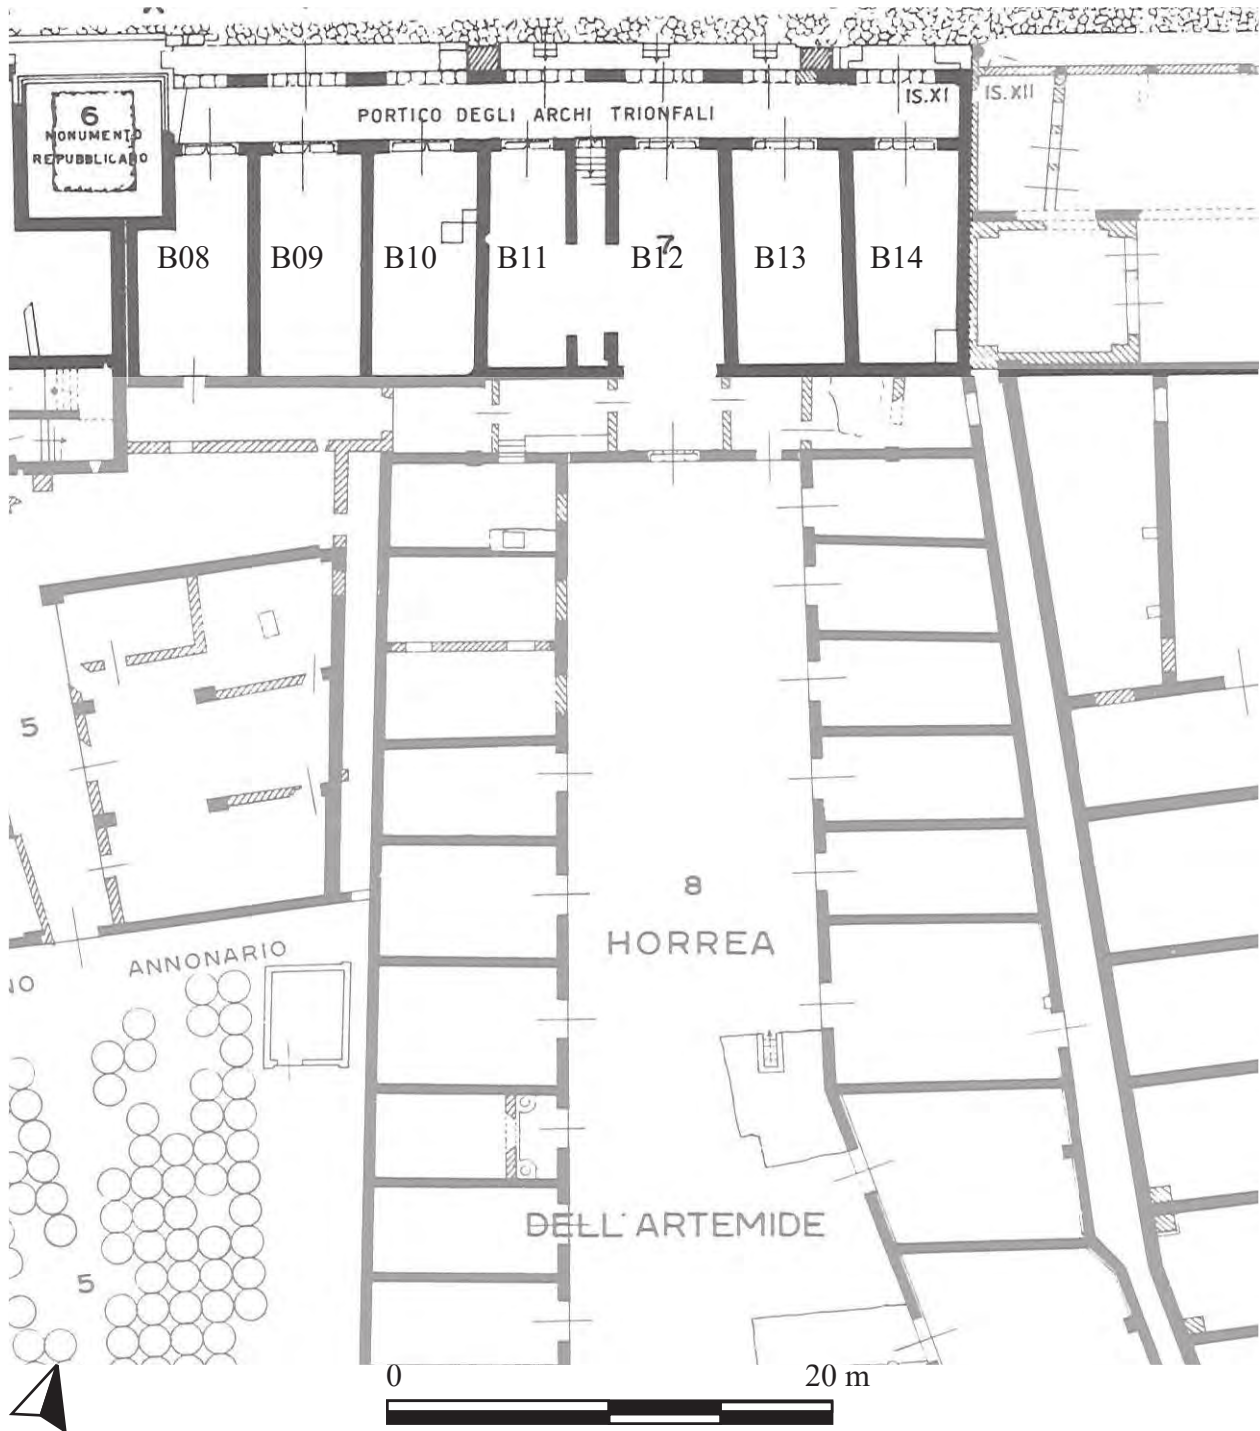 IS.XI
IS.XII
6
MONUMENTO
REPUBBLICANO
PORTICO DEGLI ARCHI TRIONFALI
7
B08
B09
B10
B11
B12
B13
B14
5
8
HORREA
ANNONARIO
NO
DELL'ARTEMIDE
5
0
20 m